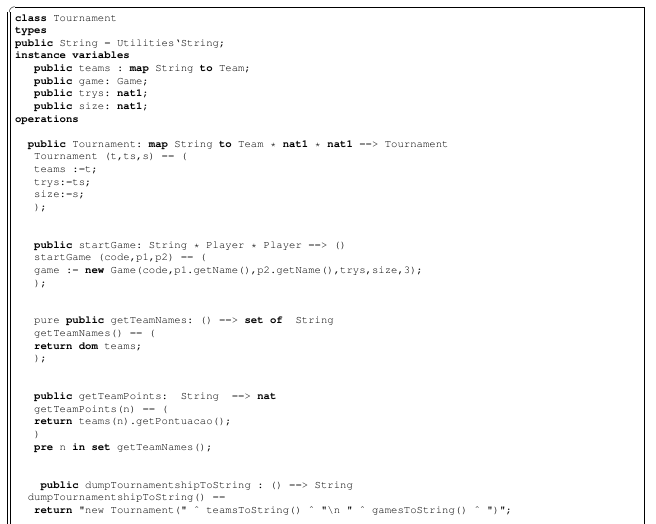 class Tournament
types
public String = Utilities`String;
instance variables
public teams : map String to Team;
public game: Game;
public trys: nat1;
public size: nat1;
operations
public Tournament: map String to Team * nat1 * nat1 ==> Tournament
Tournament (t,ts,s) == (
teams :=t;
trys:=ts;
size:=s;
);
public startGame: String * Player * Player ==> ()
startGame (code,p1,p2) == (
game := new Game(code,p1.getName(),p2.getName(),trys,size,3);
);
pure public getTeamNames: () ==> set of String
getTeamNames() == (
return dom teams;
);
public getTeamPoints: String ==> nat
getTeamPoints(n) == (
return teams(n).getPontuacao();
)
pre n in set getTeamNames();
public dumpTournamentshipToString : () ==> String
dumpTournamentshipToString() ==
return "new Tournament(" ^ teamsToString() ^ "\n " ^ gamesToString() ^ ")";